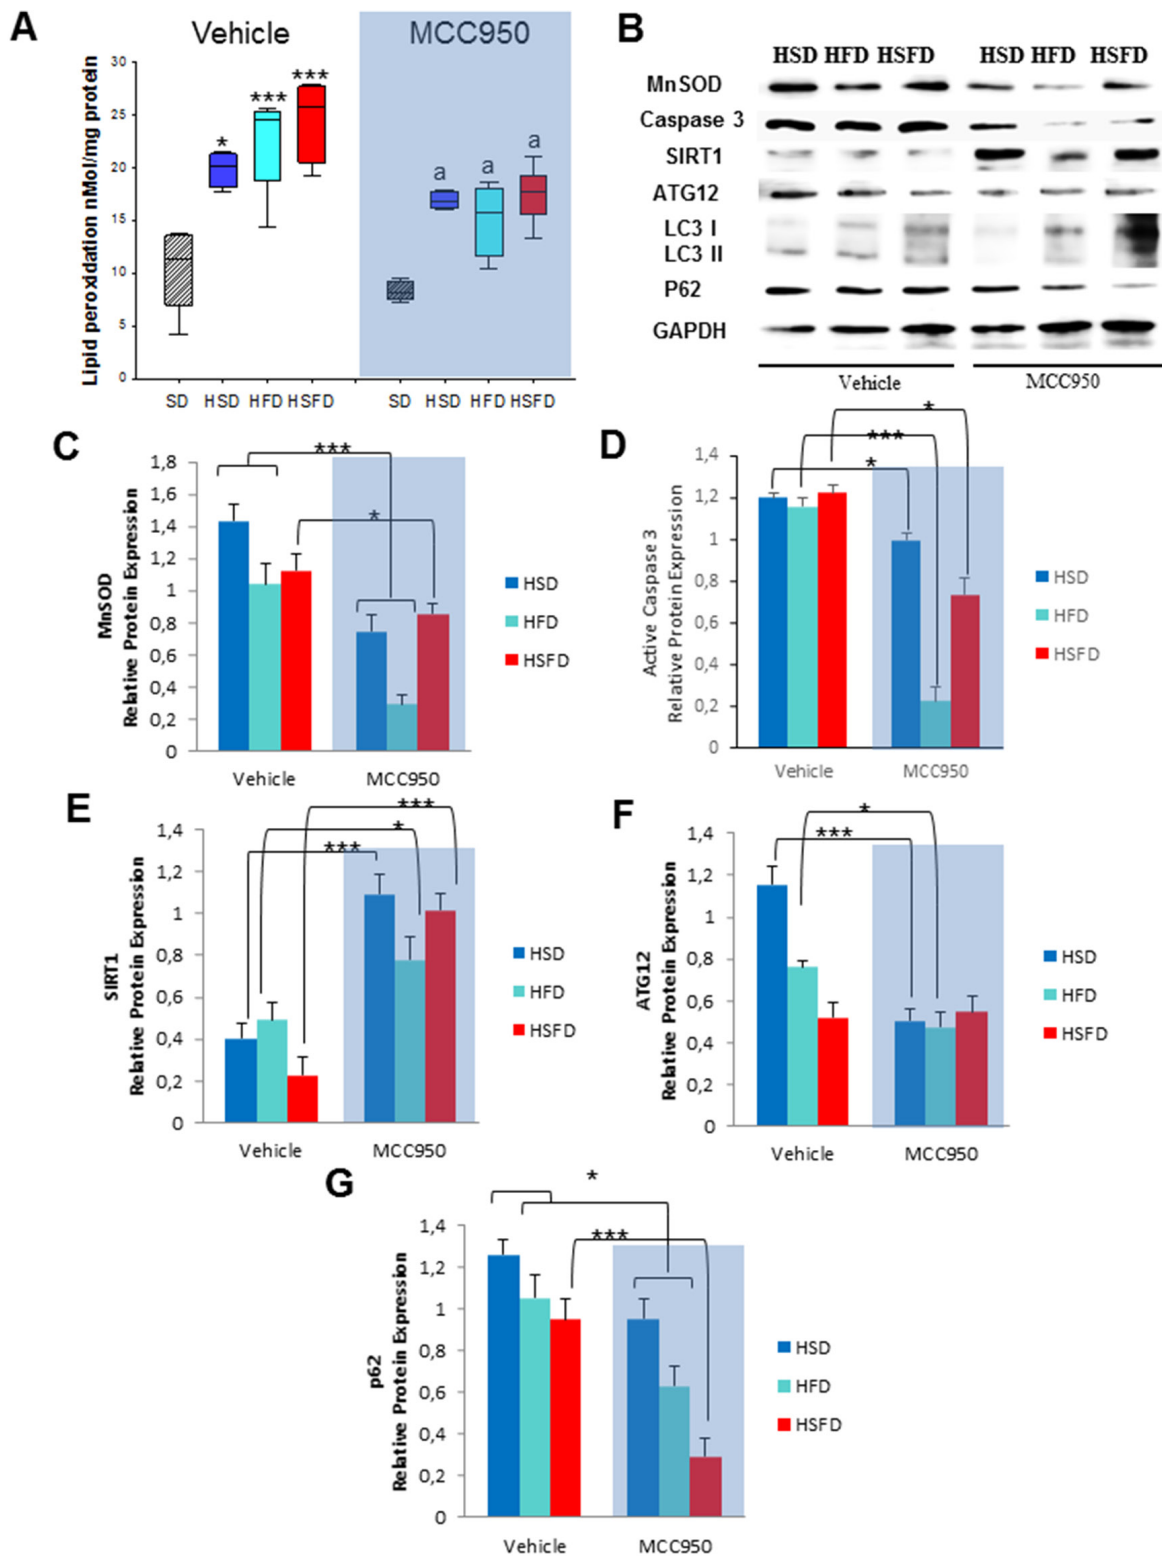 A
Vehicle
MCC950
Lipid peroxidation nMol/mg protein
30
25
20
15
10
5
0
*
***
***
a
a
a
SD HSD HFD HSFD
SD HSD HFD HSFD
B
HSD HFD HSFD
HSD HFD HSFD
MnSOD
Caspase 3
SIRT1
ATG12
LC3 I
LC3 II
P62
GAPDH
Vehicle
MCC950
C
MnSOD
Relative Protein Expression
1,8
1,6
1,4
1,2
1
0,8
0,6
0,4
0,2
0
***
*
Vehicle
MCC950
HSD
HFD
HSFD
D
Active Caspase 3
Relative Protein Expression
1,4
1,2
1
0,8
0,6
0,4
0,2
0
*
***
*
Vehicle
MCC950
HSD
HFD
HSFD
E
SIRT1
Relative Protein Expression
1,4
1,2
1
0,8
0,6
0,4
0,2
0
***
*
***
Vehicle
MCC950
HSD
HFD
HSFD
F
ATG12
Relative Protein Expression
1,4
1,2
1
0,8
0,6
0,4
0,2
0
*
***
Vehicle
MCC950
HSD
HFD
HSFD
G
p62
Relative Protein Expression
1,4
1,2
1
0,8
0,6
0,4
0,2
0
*
***
Vehicle
MCC950
HSD
HFD
HSFD